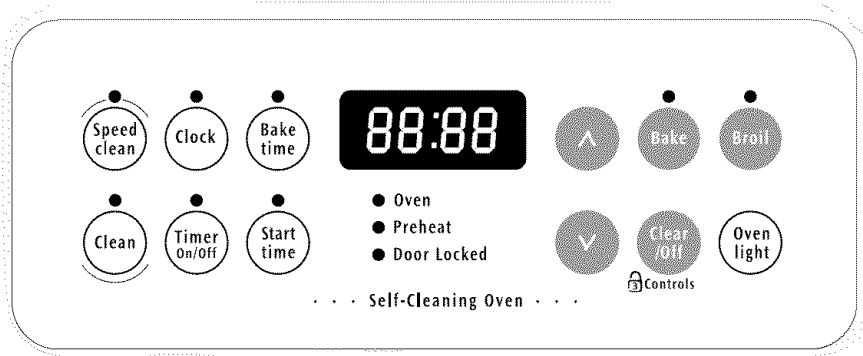 Speed
clean
Clock
Bake
time
88:88
Bake
Broil
Clean
Timer
On/Off
Start
time
Oven
Preheat
Door Locked
Clear
/Off
Oven
light
3
Controls
· · · Self-Cleaning Oven · · ·